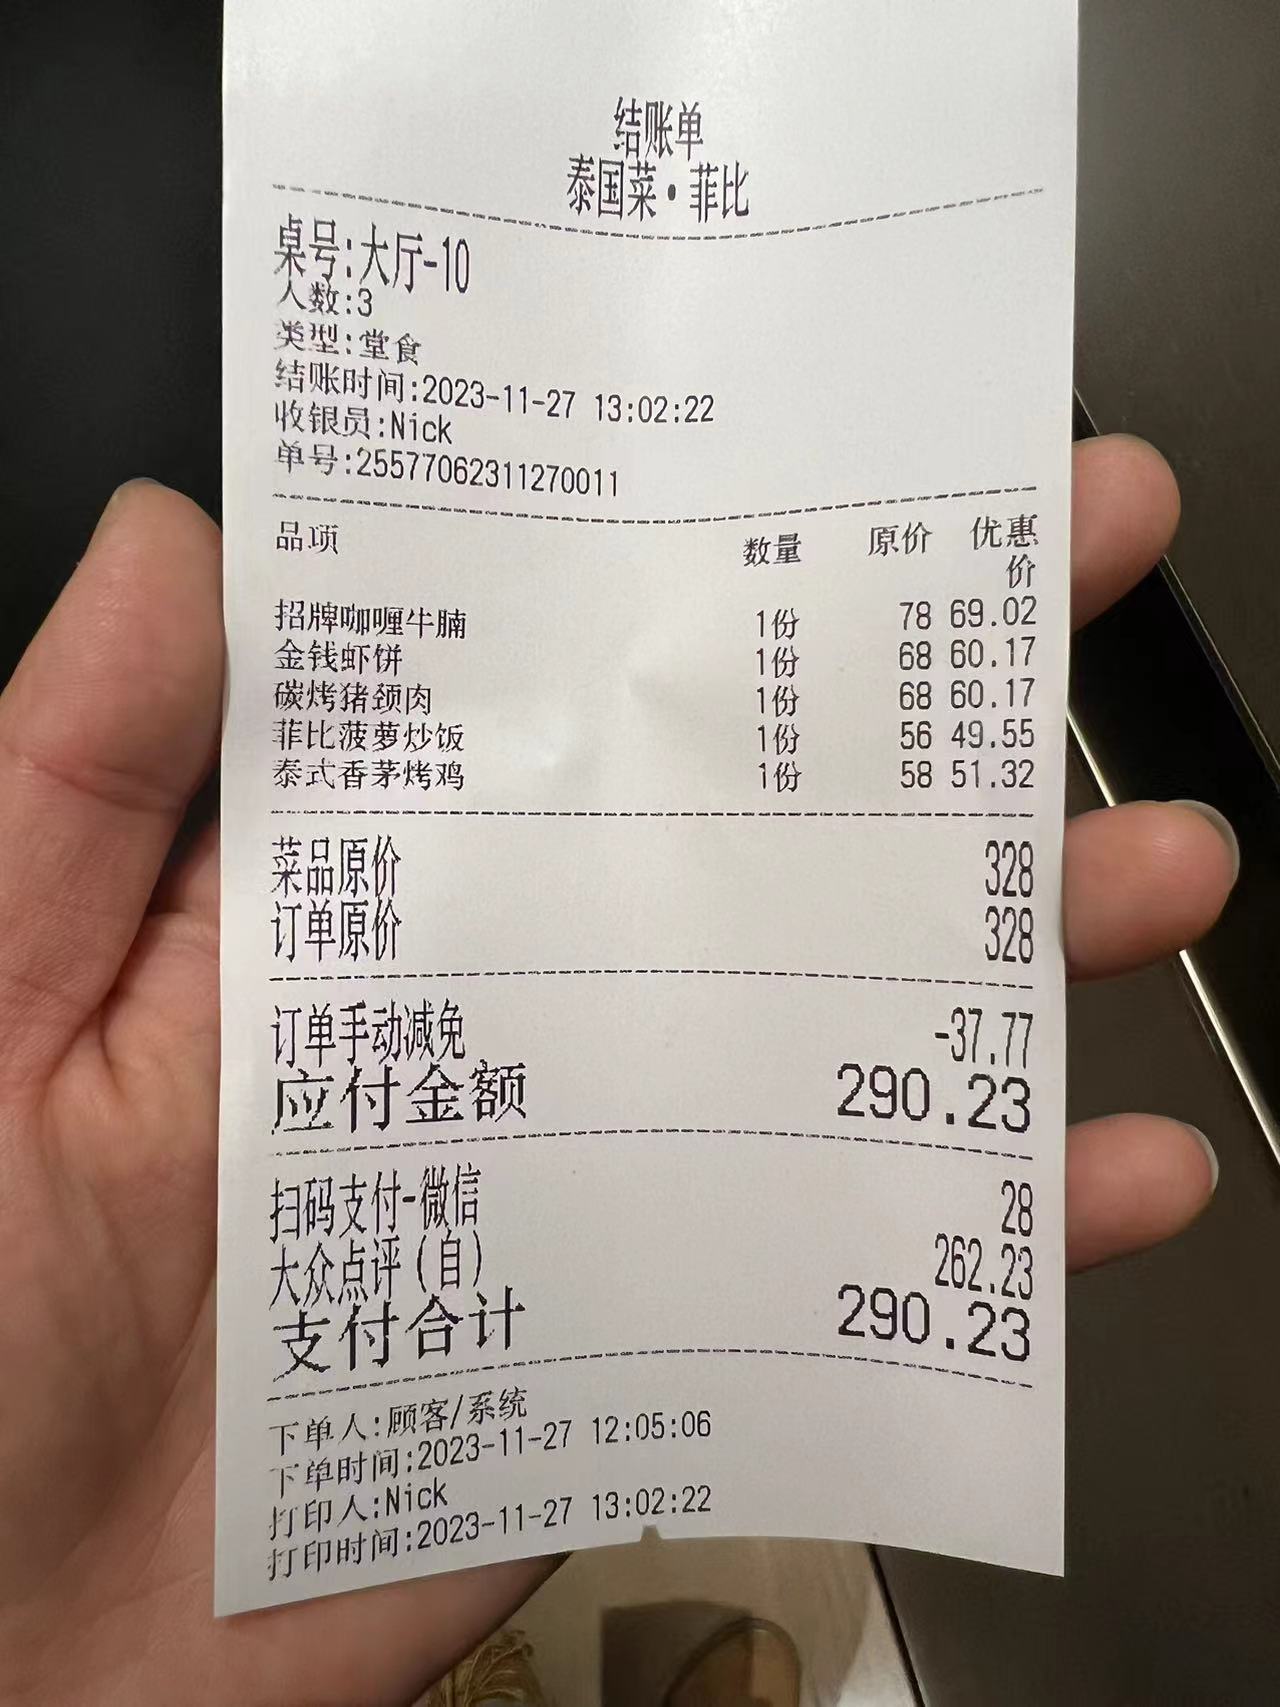 结账单
泰国菜·菲比
桌号:大厅-10
人数:3
类型:堂食
结账时间:2023-11-27 13:02:22
收银员:Nick
单号:25577062311270011
品项 数量 原价 优惠
价
招牌咖喱牛腩 1份 78 69.02
金钱虾饼 1份 68 60.17
碳烤猪颈肉 1份 68 60.17
菲比菠萝炒饭 1份 56 49.55
泰式香茅烤鸡 1份 58 51.32
菜品原价 328
订单原价 328
订单手动减免 -37.77
应付金额 290.23
扫码支付-微信 28
大众点评(自) 262.23
支付合计 290.23
下单人:顾客/系统
下单时间:2023-11-27 12:05:06
打印人:Nick
打印时间:2023-11-27 13:02:22